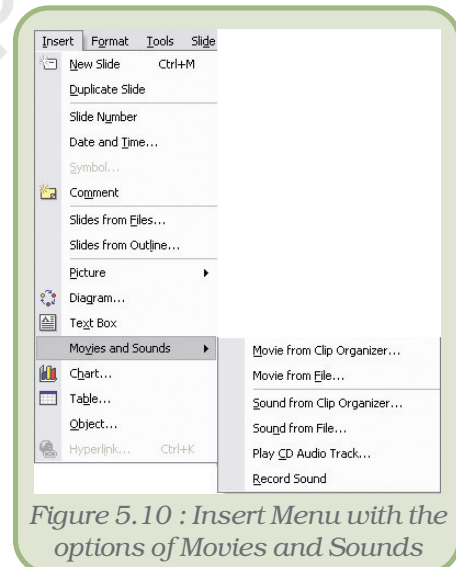 Insert Format Tools Slide
New Slide Ctrl+M
Duplicate Slide
Slide Number
Date and Time...
Symbol...
Comment
Slides from Files...
Slides from Outline...
Picture
Diagram...
Text Box
Movies and Sounds
Chart...
Table...
Object...
Hyperlink... Ctrl+K
Movie from Clip Organizer...
Movie from File...
Sound from Clip Organizer...
Sound from File...
Play CD Audio Track...
Record Sound
Figure 5.10 : Insert Menu with the
options of Movies and Sounds